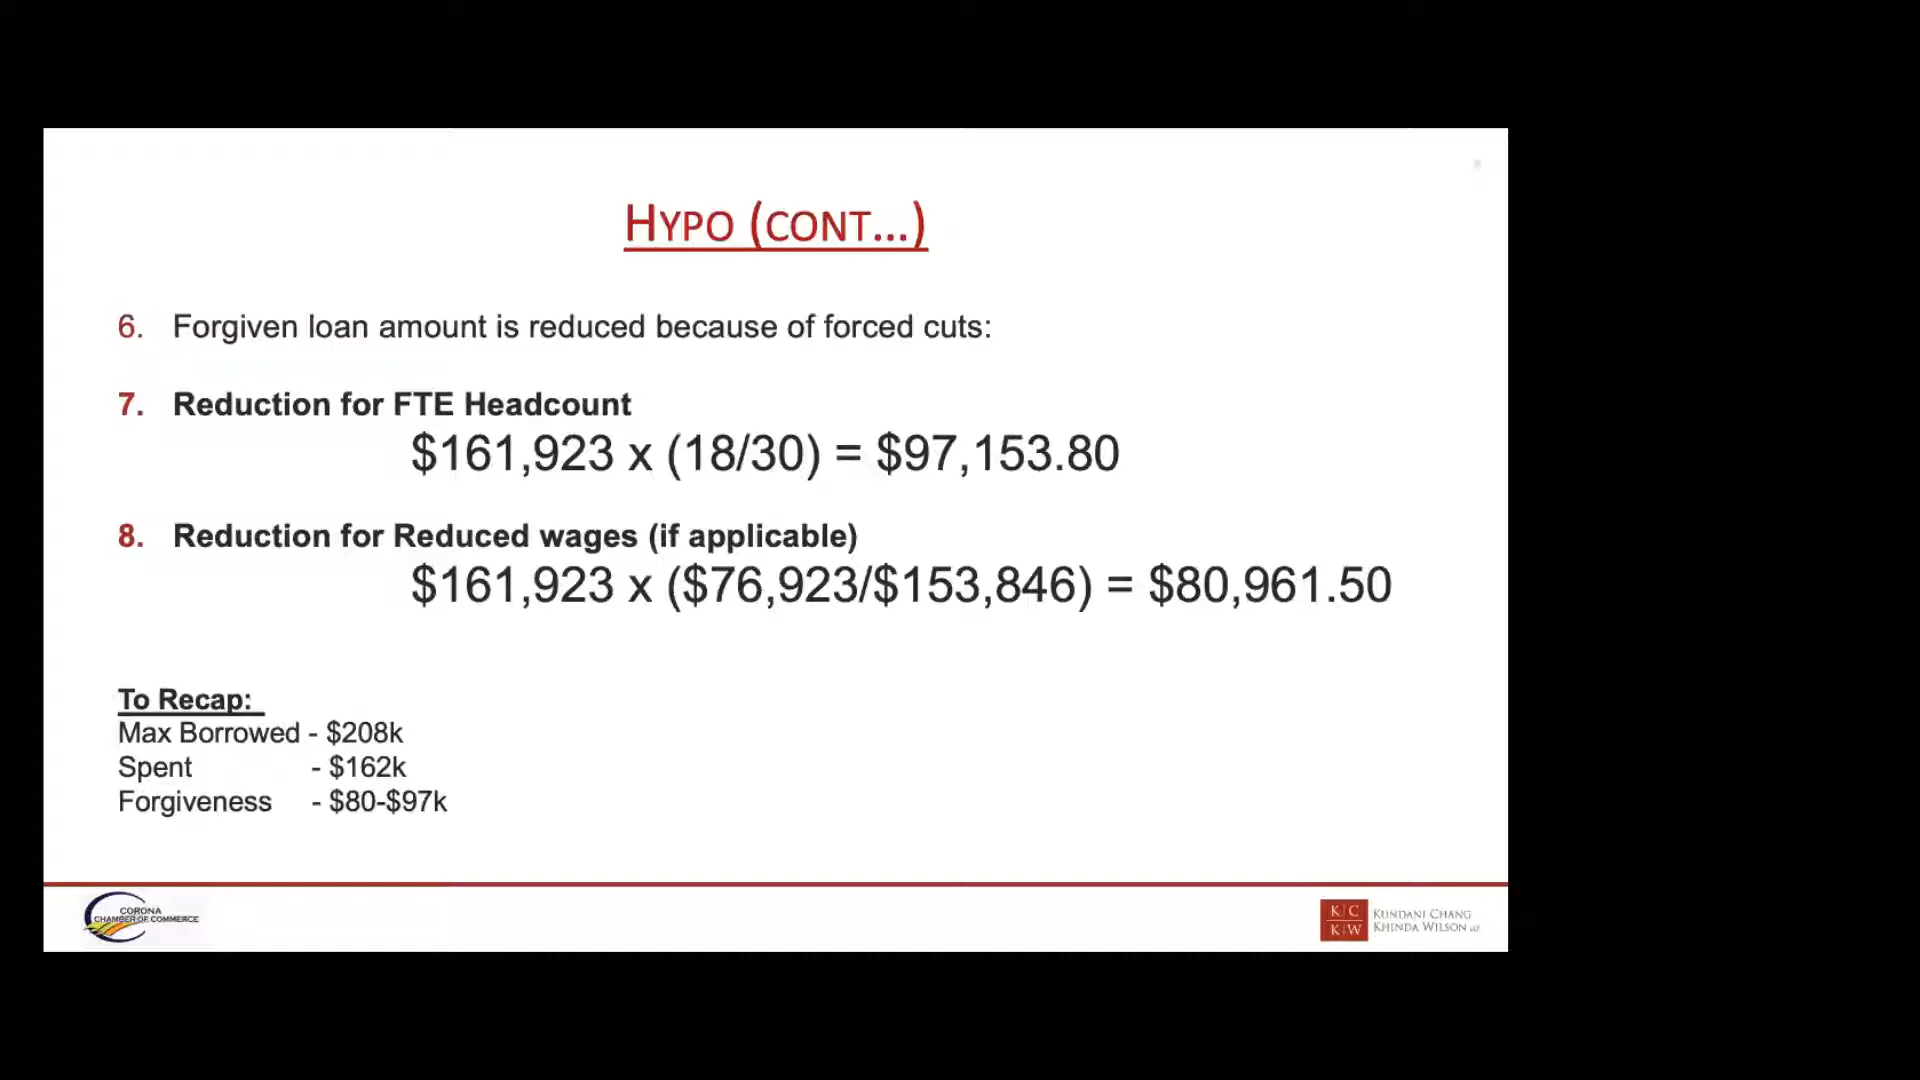 HYPO (CONT...)
6. Forgiven loan amount is reduced because of forced cuts:
7. Reduction for FTE Headcount
$161,923 x (18/30) = $97,153.80
8. Reduction for Reduced wages (if applicable)
$161,923 x ($76,923/$153,846) = $80,961.50
To Recap:
Max Borrowed - $208k
Spent - $162k
Forgiveness - $80-$97k
CORONA
CHAMBER OF COMMERCE
K C
K W
KUNDANI CHANG
KHINDA WILSON LLP